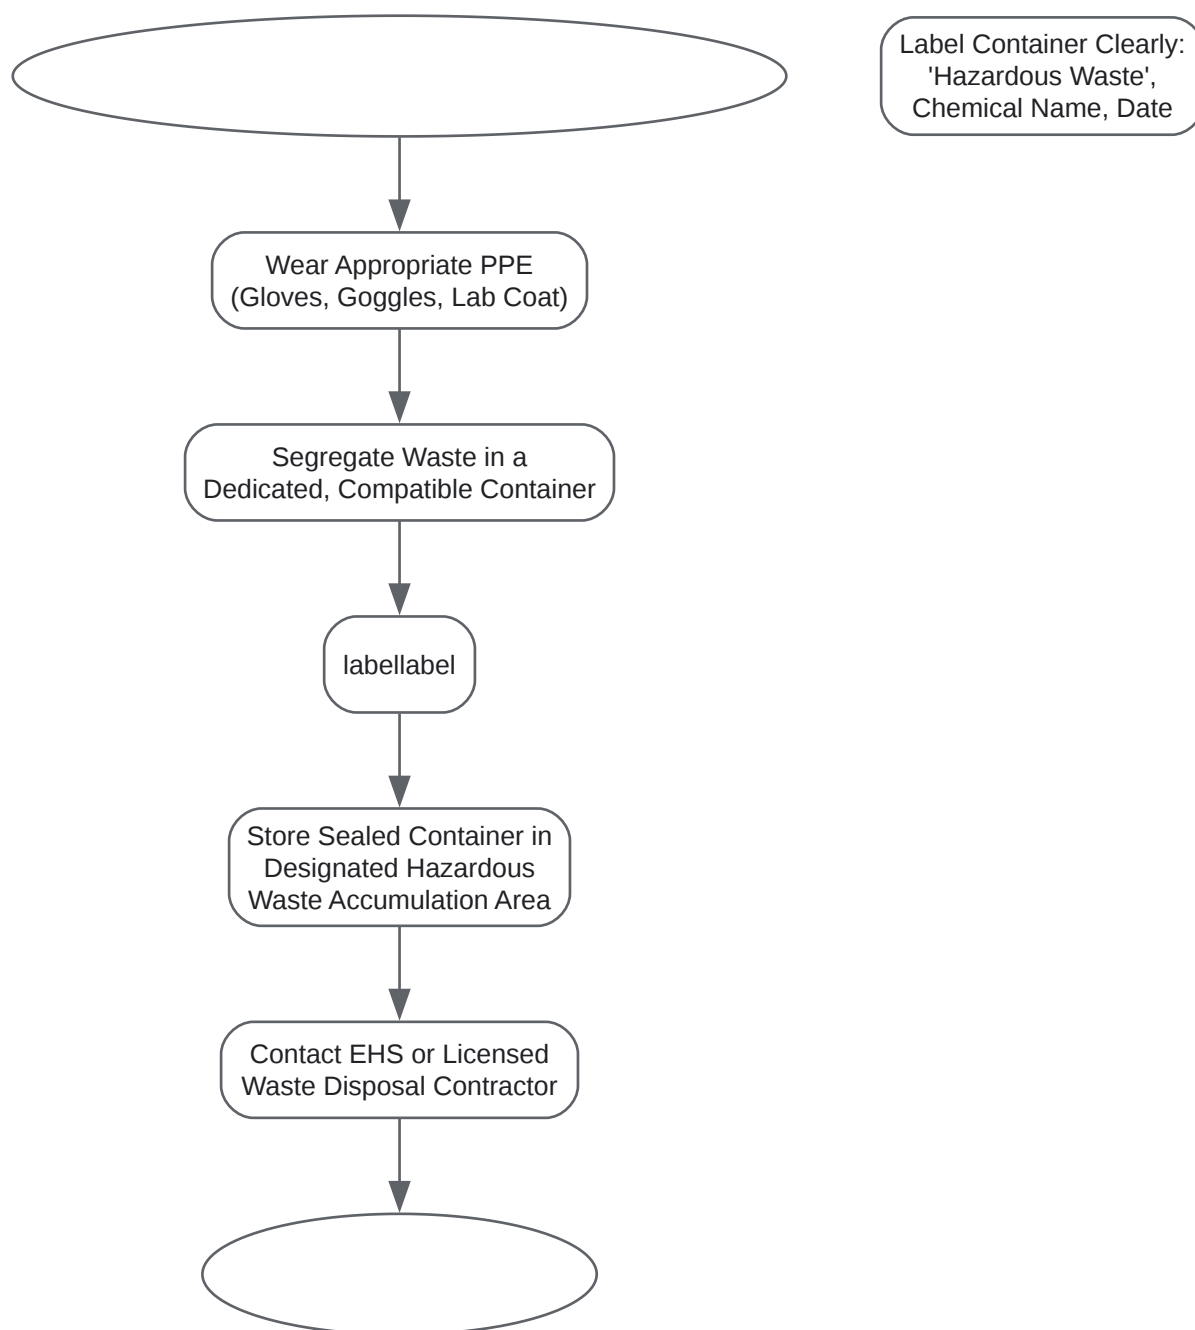 Label Container Clearly:
'Hazardous Waste',
Chemical Name, Date
Wear Appropriate PPE
(Gloves, Goggles, Lab Coat)
Segregate Waste in a
Dedicated, Compatible Container
labellabel
Store Sealed Container in
Designated Hazardous
Waste Accumulation Area
Contact EHS or Licensed
Waste Disposal Contractor